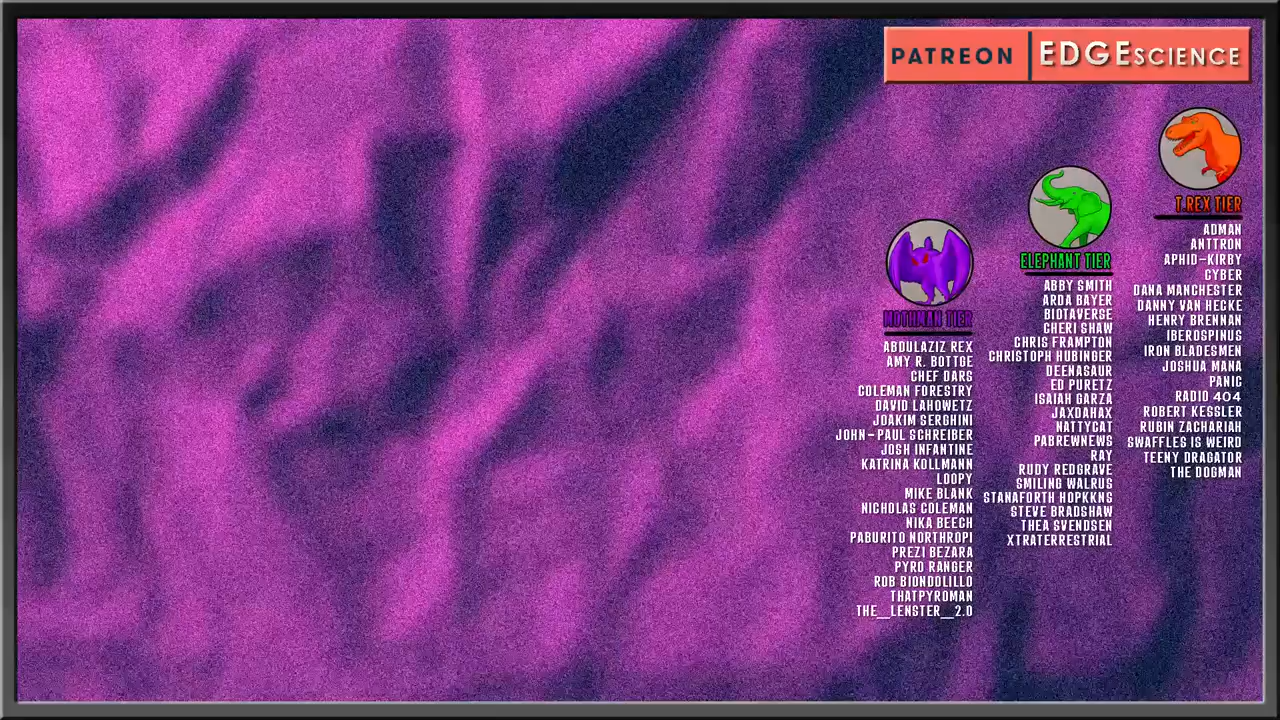 PATREON EDGESCIENCE
T-REX TIER
ADMAN
ANTTRON
APHID-KIRBY
CYBER
DANA MANCHESTER
DANNY VAN HECKE
HENRY BRENNAN
IBEROSPINUS
IRON BLADESMEN
JOSHUA MANA
PANIC
RADIO 404
ROBERT KESSLER
RUBIN ZACHARIAH
SWAFFLES IS WEIRD
TEENY DRAGATOR
THE DOGMAN
ELEPHANT TIER
ABBY SMITH
ARDA BAYER
BIOTAVERSE
CHERI SHAW
CHRIS FRAMPTON
CHRISTOPH HUBINGER
DEENASAUR
ED PURETZ
ISAIAH GARZA
JAXDAHAX
NATTYCAT
PABREWNEWS
RAY
RUDY REDGRAVE
SMILING WALRUS
STANAFORTH HOPKKNS
STEVE BRADSHAW
THEA SVENDSEN
XTRATERRESTRIAL
MOTHMAN TIER
ABDULAZIZ REX
AMY R. BOTTGE
CHEF DARS
COLEMAN FORESTRY
DAVID LAHOWETZ
JOAKIM SERGHINI
JOHN-PAUL SCHREIBER
JOSH INFANTINE
KATRINA KOLLMANN
LOOPY
MIKE BLANK
NICHOLAS COLEMAN
NIKA BEECH
PABURITO NORTHROPI
PREZI BEZARA
PYRO RANGER
ROB BIONDOLILLO
THATPYROMAN
THE__LENSTER__2.0